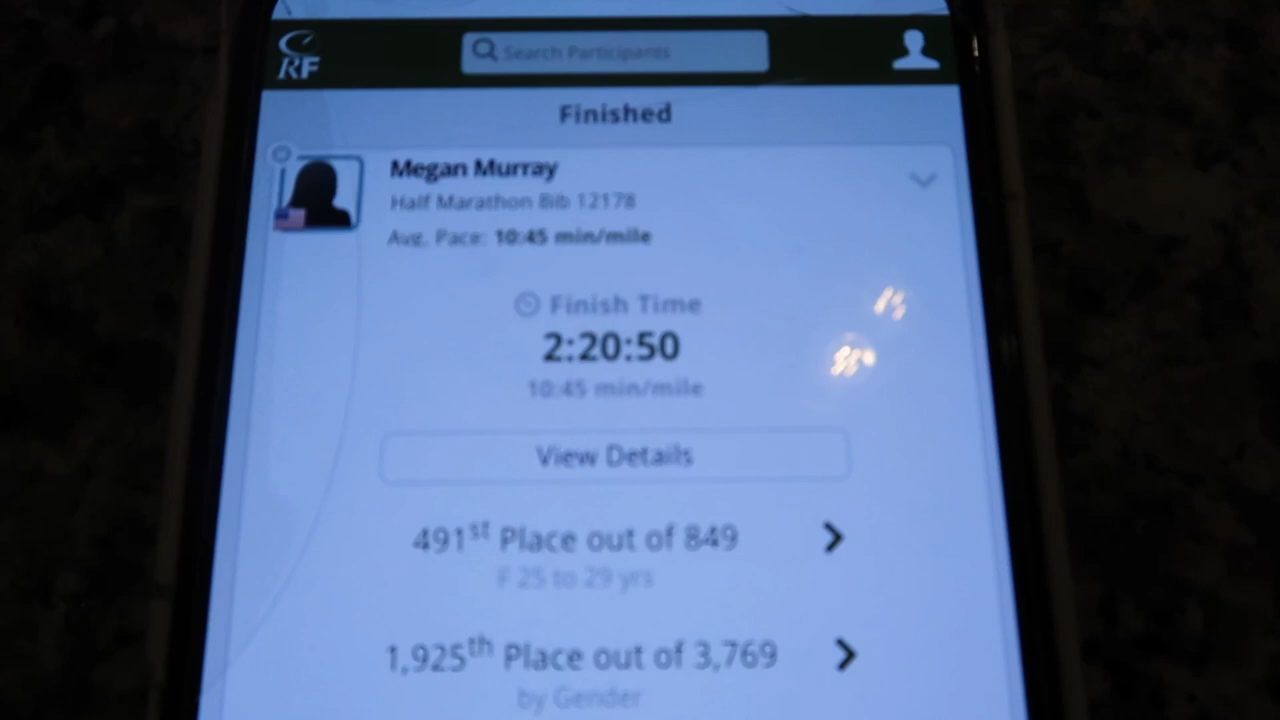 RF
Search Participants
Finished
Megan Murray
Half Marathon Bib 12178
Avg. Pace: 10:45 min/mile
Finish Time
2:20:50
10:45 min/mile
View Details
491st Place out of 849
F 25 to 29 yrs
1,925th Place out of 3,769
by Gender